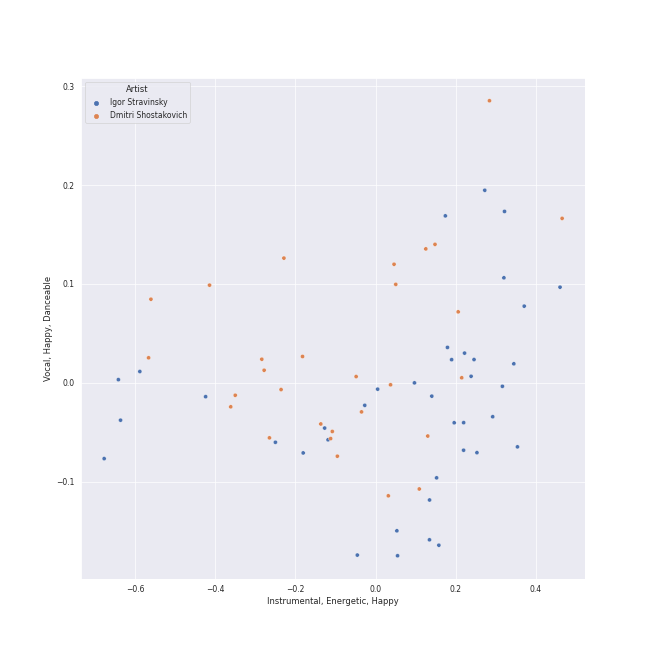 Artist
Igor Stravinsky
Dmitri Shostakovich
0.3
0.2
0.1
0.0
−0.1
Vocal, Happy, Danceable
−0.6
−0.4
−0.2
0.0
0.2
0.4
Instrumental, Energetic, Happy